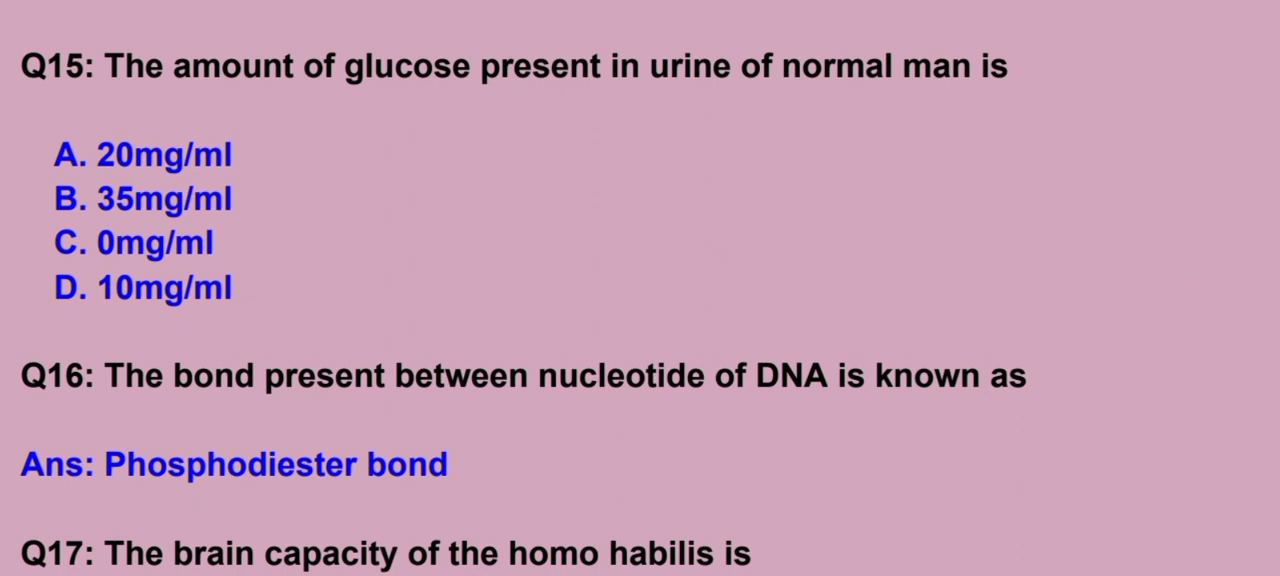 Q15: The amount of glucose present in urine of normal man is
A. 20mg/ml
B. 35mg/ml
C. 0mg/ml
D. 10mg/ml
Q16: The bond present between nucleotide of DNA is known as
Ans: Phosphodiester bond
Q17: The brain capacity of the homo habilis is